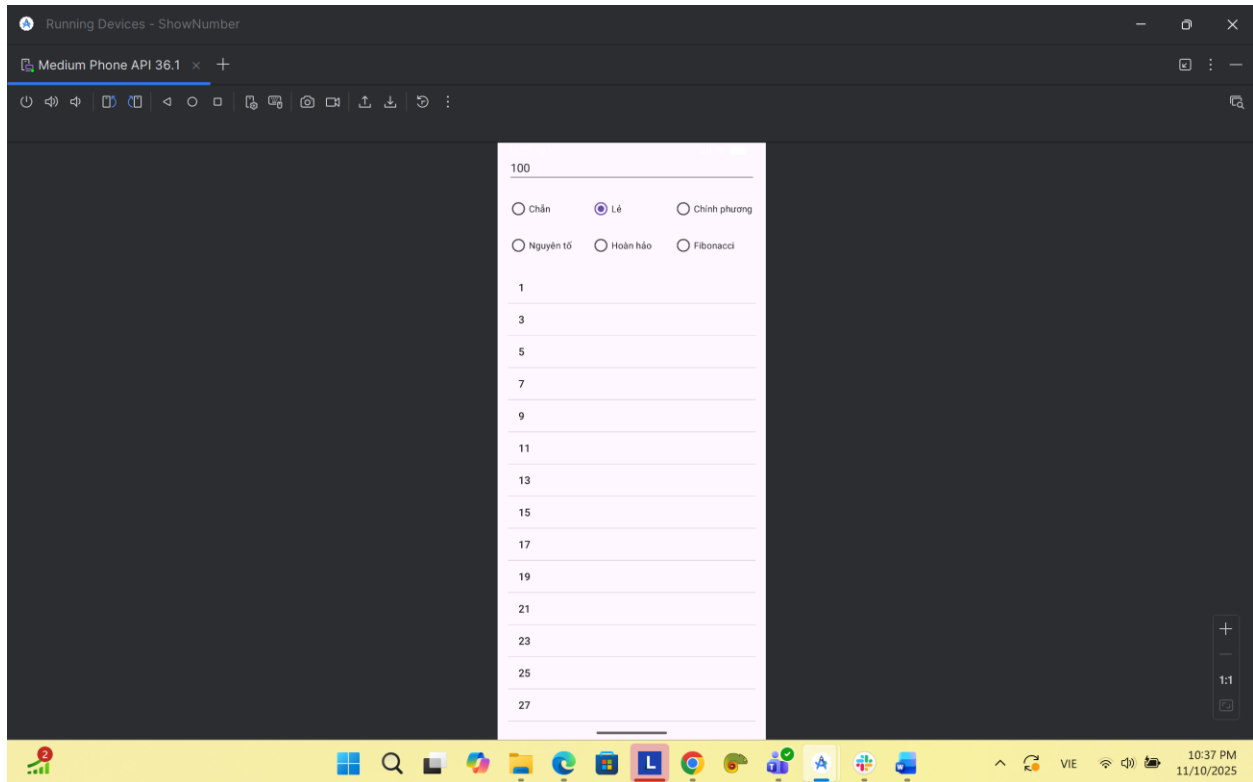 Running Devices - ShowNumber
Medium Phone API 36.1
100
Chẵn Lẻ Chính phương
Nguyên tố Hoàn hảo Fibonacci
1
3
5
7
9
11
13
15
17
19
21
23
25
27
1:1
2
L
VIE
10:37 PM
11/10/2025